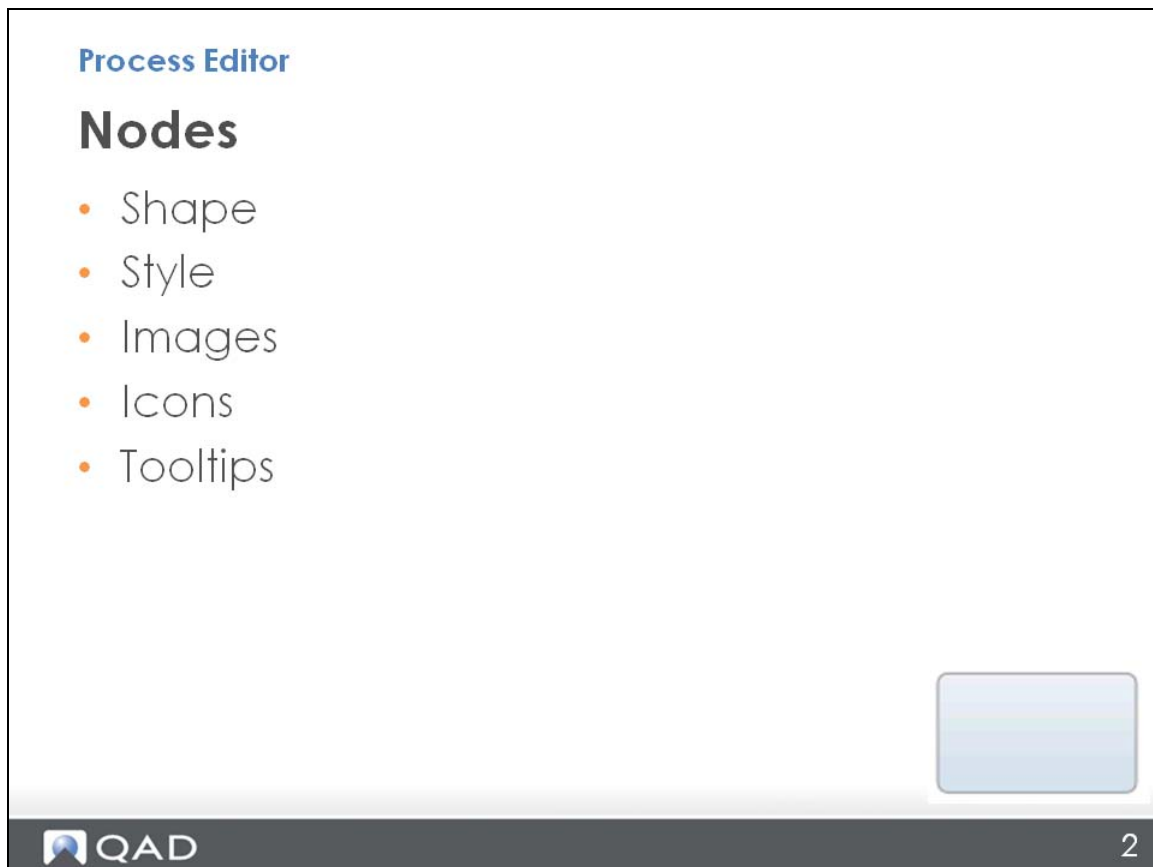 Process Editor
Nodes
• Shape
• Style
• Images
• Icons
• Tooltips
QAD
2